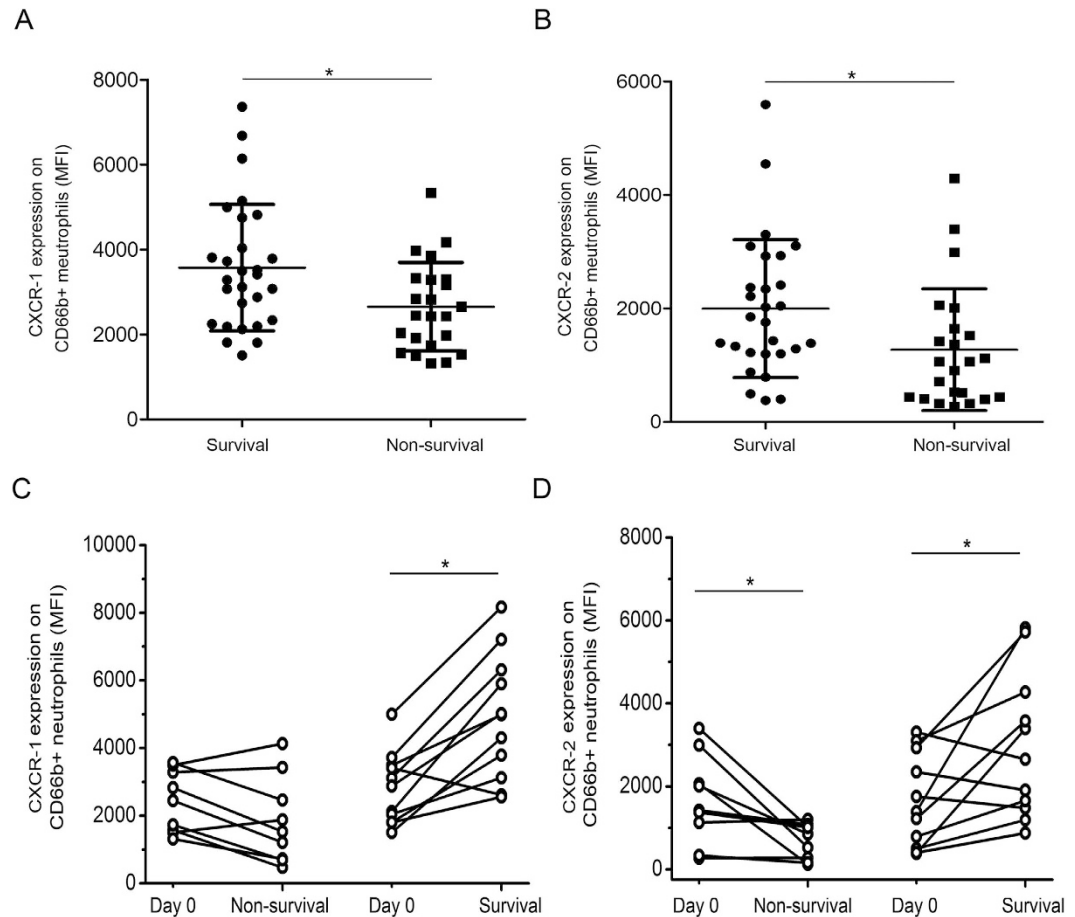 A
CXCR-1 expression on
CD66b+ meutrophils (MFI)
8000
6000
4000
2000
0
*
Survival
Non-survival
B
CXCR-2 expression on
CD66b+ meutrophils (MFI)
6000
4000
2000
0
*
Survival
Non-survival
C
CXCR-1 expression on
CD66b+ neutrophils (MFI)
10000
8000
6000
4000
2000
0
*
Day 0
Non-survival
Day 0
Survival
D
CXCR-2 expression on
CD66b+ neutrophils (MFI)
8000
6000
4000
2000
0
*
*
Day 0
Non-survival
Day 0
Survival